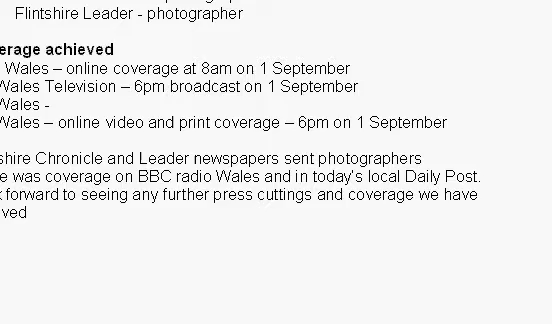 Flintshire Leader - photographer
erage achieved
Wales – online coverage at 8am on 1 September
Wales Television – 6pm broadcast on 1 September
Wales -
Wales – online video and print coverage – 6pm on 1 September
shire Chronicle and Leader newspapers sent photographers
e was coverage on BBC radio Wales and in today's local Daily Post.
k forward to seeing any further press cuttings and coverage we have
ved